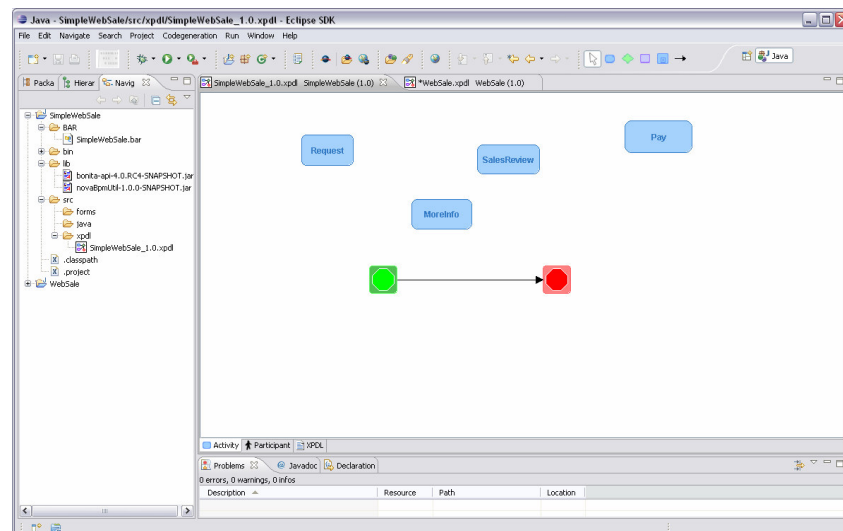 Java - SimpleWebSale/src/xpdl/SimpleWebSale_1.0.xpdl - Eclipse SDK
File Edit Navigate Search Project Codegeneration Run Window Help
Java
Packa Hierar Navig
SimpleWebSale_1.0.xpdl SimpleWebSale (1.0) *WebSale.xpdl WebSale (1.0)
SimpleWebSale
BAR
SimpleWebSale.bar
bin
lib
bonita-api-4.0.RC4-SNAPSHOT.jar
novaBpmUtil-1.0.0-SNAPSHOT.jar
src
forms
java
xpdl
SimpleWebSale_1.0.xpdl
.classpath
.project
WebSale
Request
SalesReview
Pay
MoreInfo
Activity Participant XPDL
Problems @ Javadoc Declaration
0 errors, 0 warnings, 0 infos
Description Resource Path Location